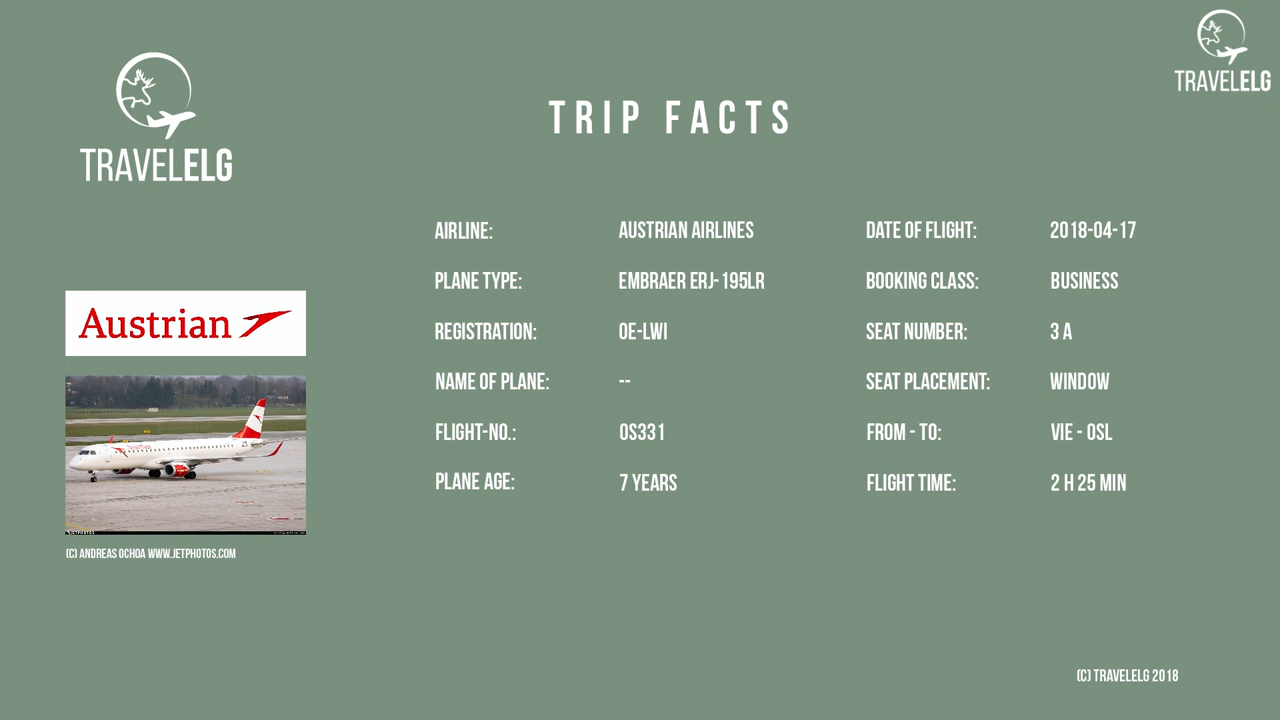 TRAVELELG
TRAVELELG
TRIP FACTS
AIRLINE: AUSTRIAN AIRLINES
PLANE TYPE: EMBRAER ERJ-195LR
REGISTRATION: OE-LWI
NAME OF PLANE: --
FLIGHT-NO.: OS331
PLANE AGE: 7 YEARS
DATE OF FLIGHT: 2018-04-17
BOOKING CLASS: BUSINESS
SEAT NUMBER: 3 A
SEAT PLACEMENT: WINDOW
FROM - TO: VIE - OSL
FLIGHT TIME: 2 H 25 MIN
Austrian
Austrian
JETPHOTOS
(C) ANDREAS OCHOA WWW.JETPHOTOS.COM
(C) TRAVELELG 2018